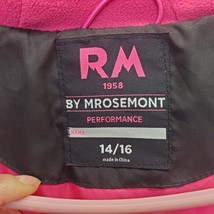 RM
1958
BY MROSEMONT
PERFORMANCE
14/16
made in China